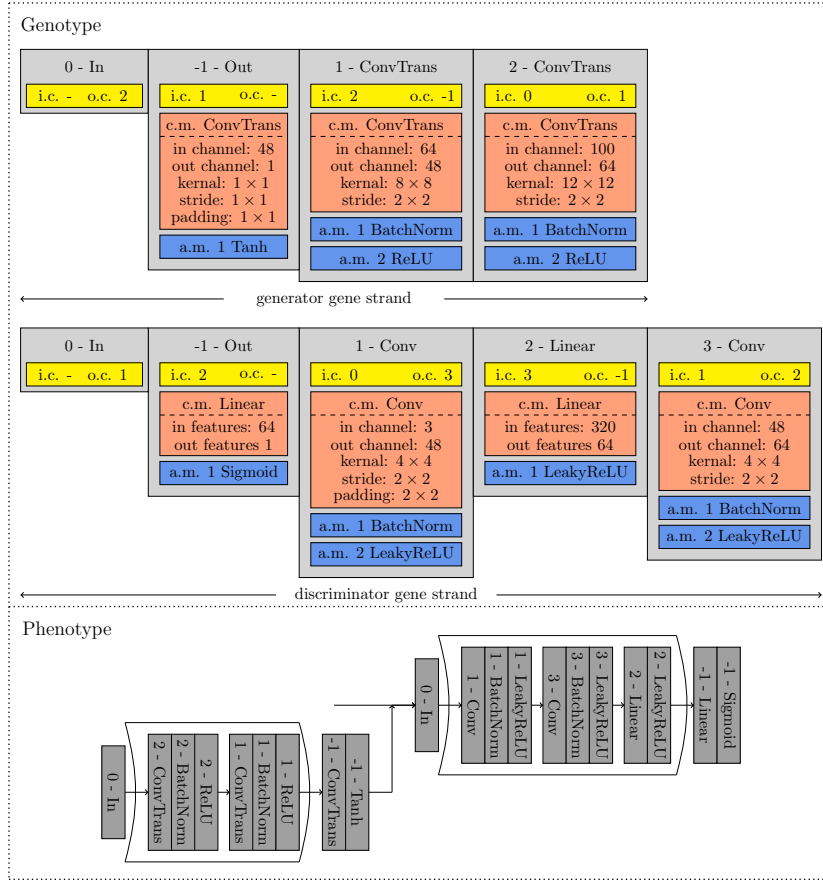 Genotype
0 - In
i.c. - o.c. 2
-1 - Out
i.c. 1 o.c. -
c.m. ConvTrans
in channel: 48
out channel: 1
kernal: 1 × 1
stride: 1 × 1
padding: 1 × 1
a.m. 1 Tanh
1 - ConvTrans
i.c. 2 o.c. -1
c.m. ConvTrans
in channel: 64
out channel: 48
kernal: 8 × 8
stride: 2 × 2
a.m. 1 BatchNorm
a.m. 2 ReLU
2 - ConvTrans
i.c. 0 o.c. 1
c.m. ConvTrans
in channel: 100
out channel: 64
kernal: 12 × 12
stride: 2 × 2
a.m. 1 BatchNorm
a.m. 2 ReLU
generator gene strand
0 - In
i.c. - o.c. 1
-1 - Out
i.c. 2 o.c. -
c.m. Linear
in features: 64
out features 1
a.m. 1 Sigmoid
1 - Conv
i.c. 0 o.c. 3
c.m. Conv
in channel: 3
out channel: 48
kernal: 4 × 4
stride: 2 × 2
padding: 2 × 2
a.m. 1 BatchNorm
a.m. 2 LeakyReLU
2 - Linear
i.c. 3 o.c. -1
c.m. Linear
in features: 320
out features 64
a.m. 1 LeakyReLU
3 - Conv
i.c. 1 o.c. 2
c.m. Conv
in channel: 48
out channel: 64
kernal: 4 × 4
stride: 2 × 2
a.m. 1 BatchNorm
a.m. 2 LeakyReLU
discriminator gene strand
Phenotype
0 - In
2 - ConvTrans
2 - BatchNorm
2 - ReLU
1 - ConvTrans
1 - BatchNorm
1 - ReLU
-1 - ConvTrans
-1 - Tanh
0 - In
1 - Conv
1 - BatchNorm
1 - LeakyReLU
3 - Conv
3 - BatchNorm
3 - LeakyReLU
2 - Linear
2 - LeakyReLU
-1 - Linear
-1 - Sigmoid